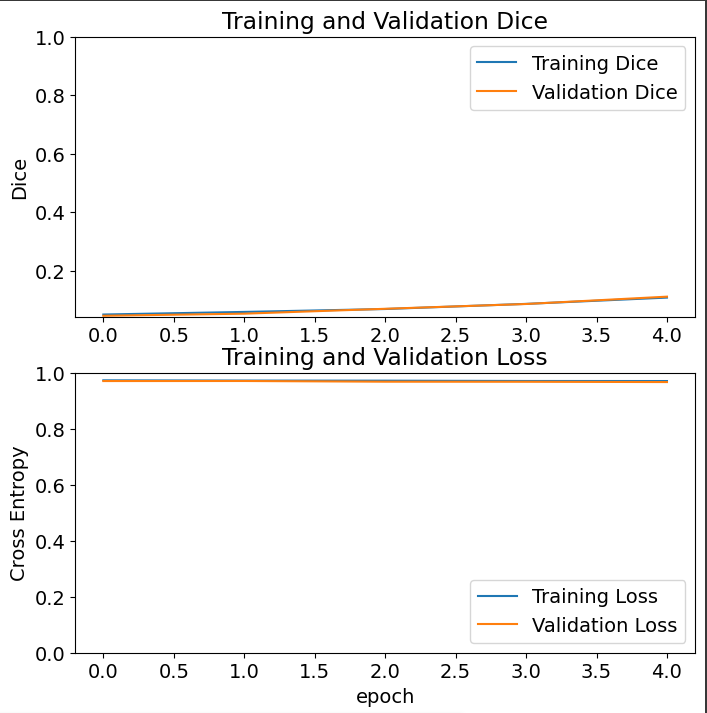 Training and Validation Dice
1.0
Training Dice
Validation Dice
0.8
0.6
Dice
0.4
0.2
0.0 0.5 1.0 1.5 2.0 2.5 3.0 3.5 4.0
Training and Validation Loss
1.0
0.8
0.6
Cross Entropy
0.4
0.2
Training Loss
Validation Loss
0.0
0.0 0.5 1.0 1.5 2.0 2.5 3.0 3.5 4.0
epoch